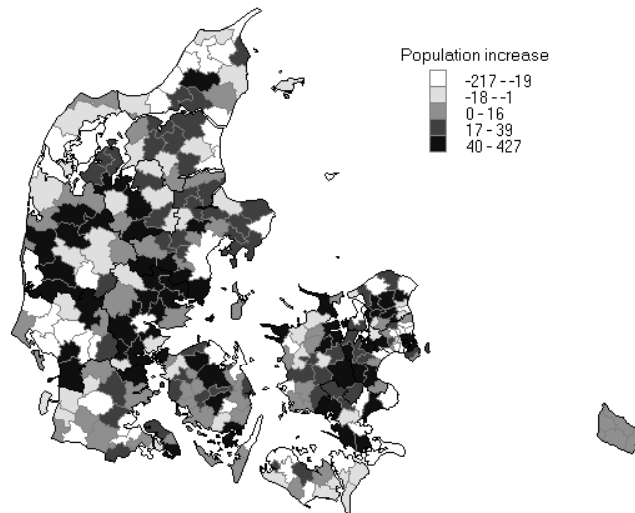 Population increase
-217 - -19
-18 - -1
0 - 16
17 - 39
40 - 427